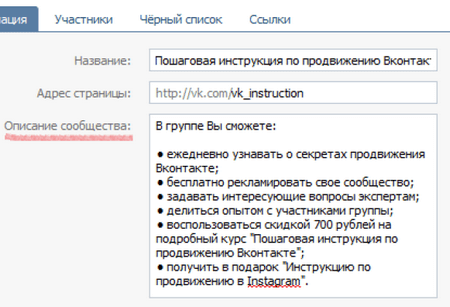 ация Участники Чёрный список Ссылки
Название: Пошаговая инструкция по продвижению Вконтак
Адрес страницы: http://vk.com/vk_instruction
Описание сообщества: В группе Вы сможете:
● ежедневно узнавать о секретах продвижения
Вконтакте;
● бесплатно рекламировать свое сообщество;
● задавать интересующие вопросы экспертам;
● делиться опытом с участниками группы;
● воспользоваться скидкой 700 рублей на
подробный курс "Пошаговая инструкция по
продвижению Вконтакте";
● получить в подарок "Инструкцию по
продвижению в Instagram".